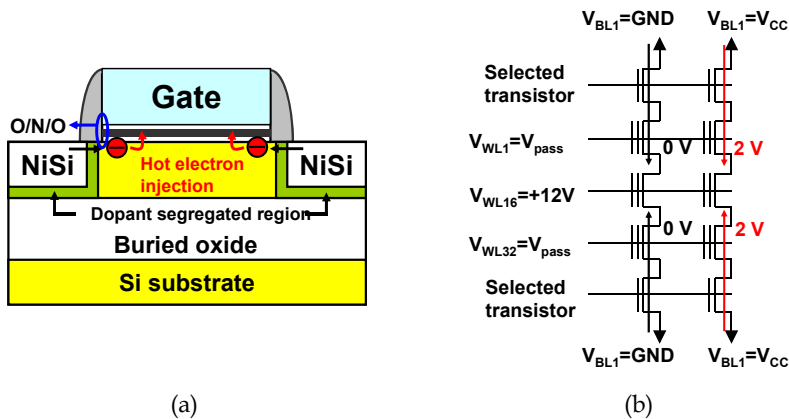 Gate
O/N/O
NiSi
NiSi
Hot electron
injection
Dopant segregated region
Buried oxide
Si substrate
(a)
V_BL1=GND
V_BL1=V_CC
Selected
transistor
V_WL1=V_pass
0 V
2 V
V_WL16=+12V
0 V
2 V
V_WL32=V_pass
Selected
transistor
V_BL1=GND
V_BL1=V_CC
(b)